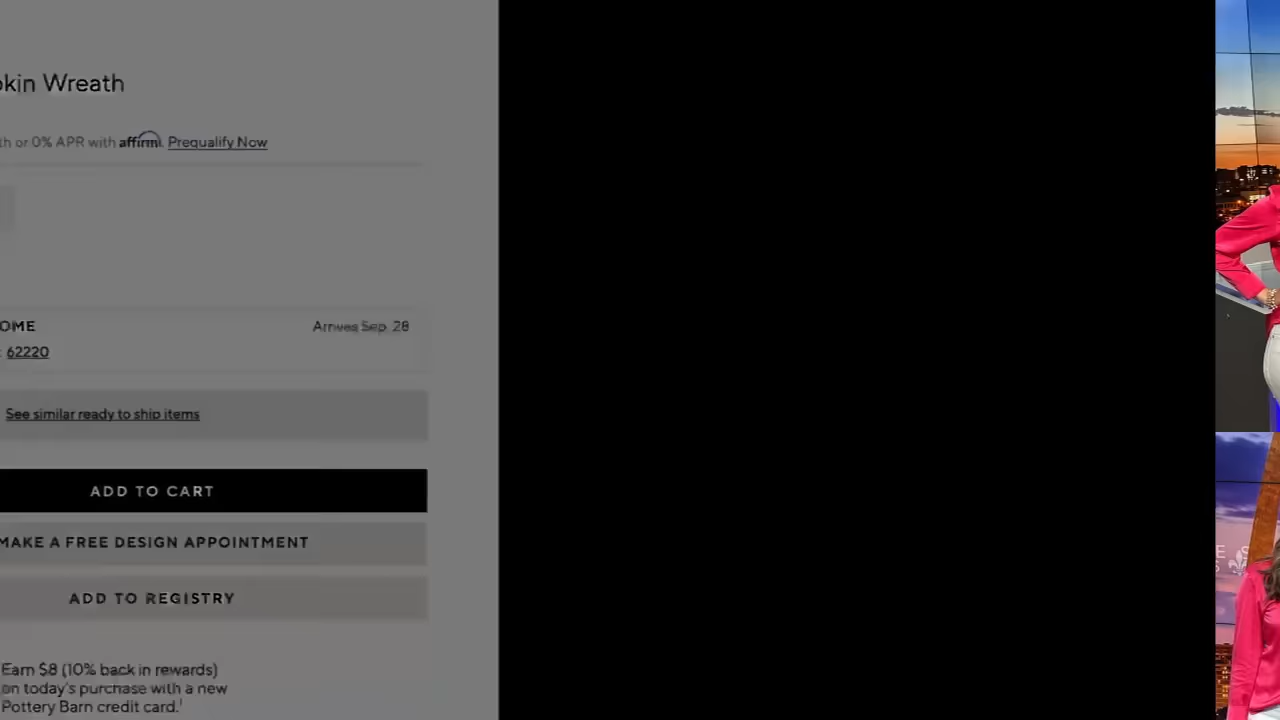 kin Wreath
th or 0% APR with affirm. Prequalify Now
OME
Arrives Sep. 28
: 62220
See similar ready to ship items
ADD TO CART
MAKE A FREE DESIGN APPOINTMENT
ADD TO REGISTRY
Earn $8 (10% back in rewards)
on today's purchase with a new
Pottery Barn credit card.¹
E
S